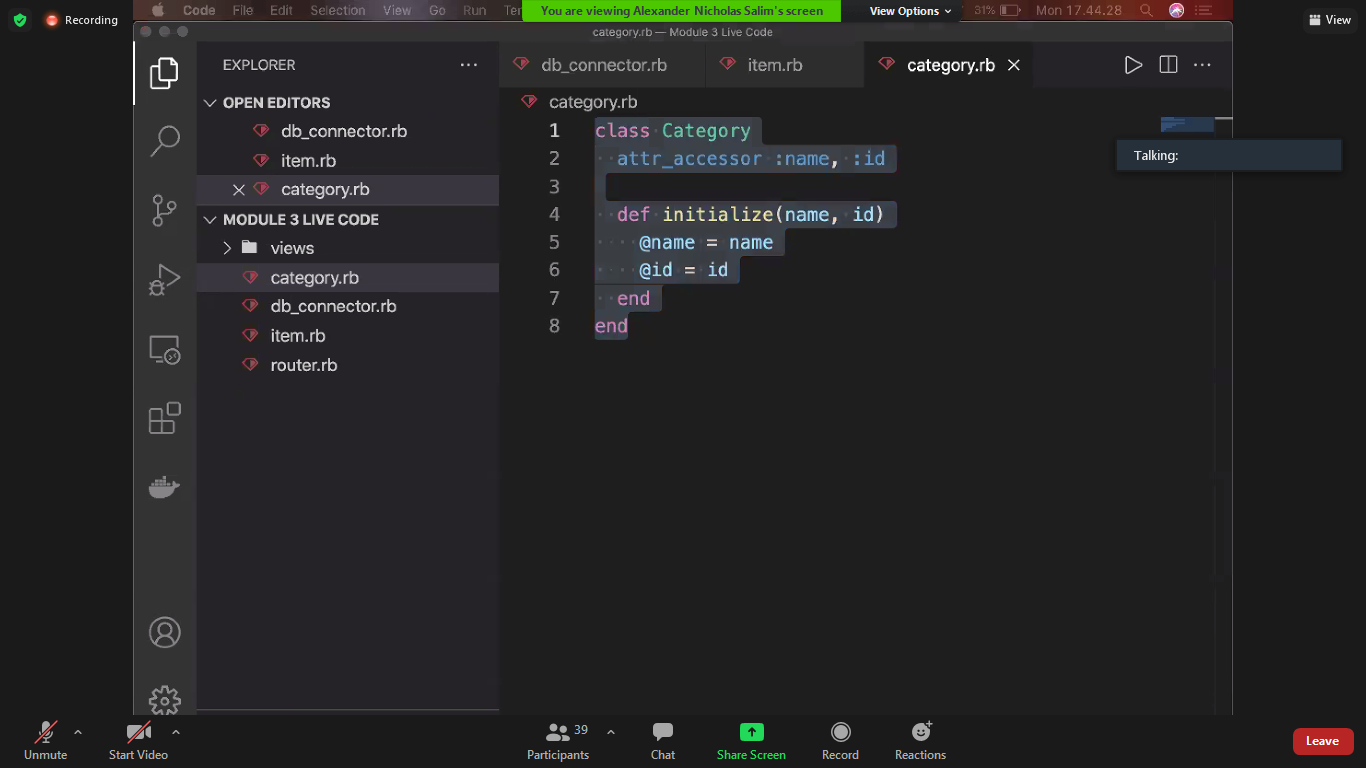 Recording
Code File Edit Selection View Go Run
You are viewing Alexander Nicholas Salim's screen
View Options
31% Mon 17.44.28
View
category.rb — Module 3 Live Code
EXPLORER
db_connector.rb item.rb category.rb
OPEN EDITORS
db_connector.rb
item.rb
category.rb
MODULE 3 LIVE CODE
views
category.rb
db_connector.rb
item.rb
router.rb
category.rb
1 class Category
2 attr_accessor :name, :id
3
4 def initialize(name, id)
5 @name = name
6 @id = id
7 end
8 end
Talking:
Unmute
Start Video
39
Participants
Chat
Share Screen
Record
Reactions
Leave